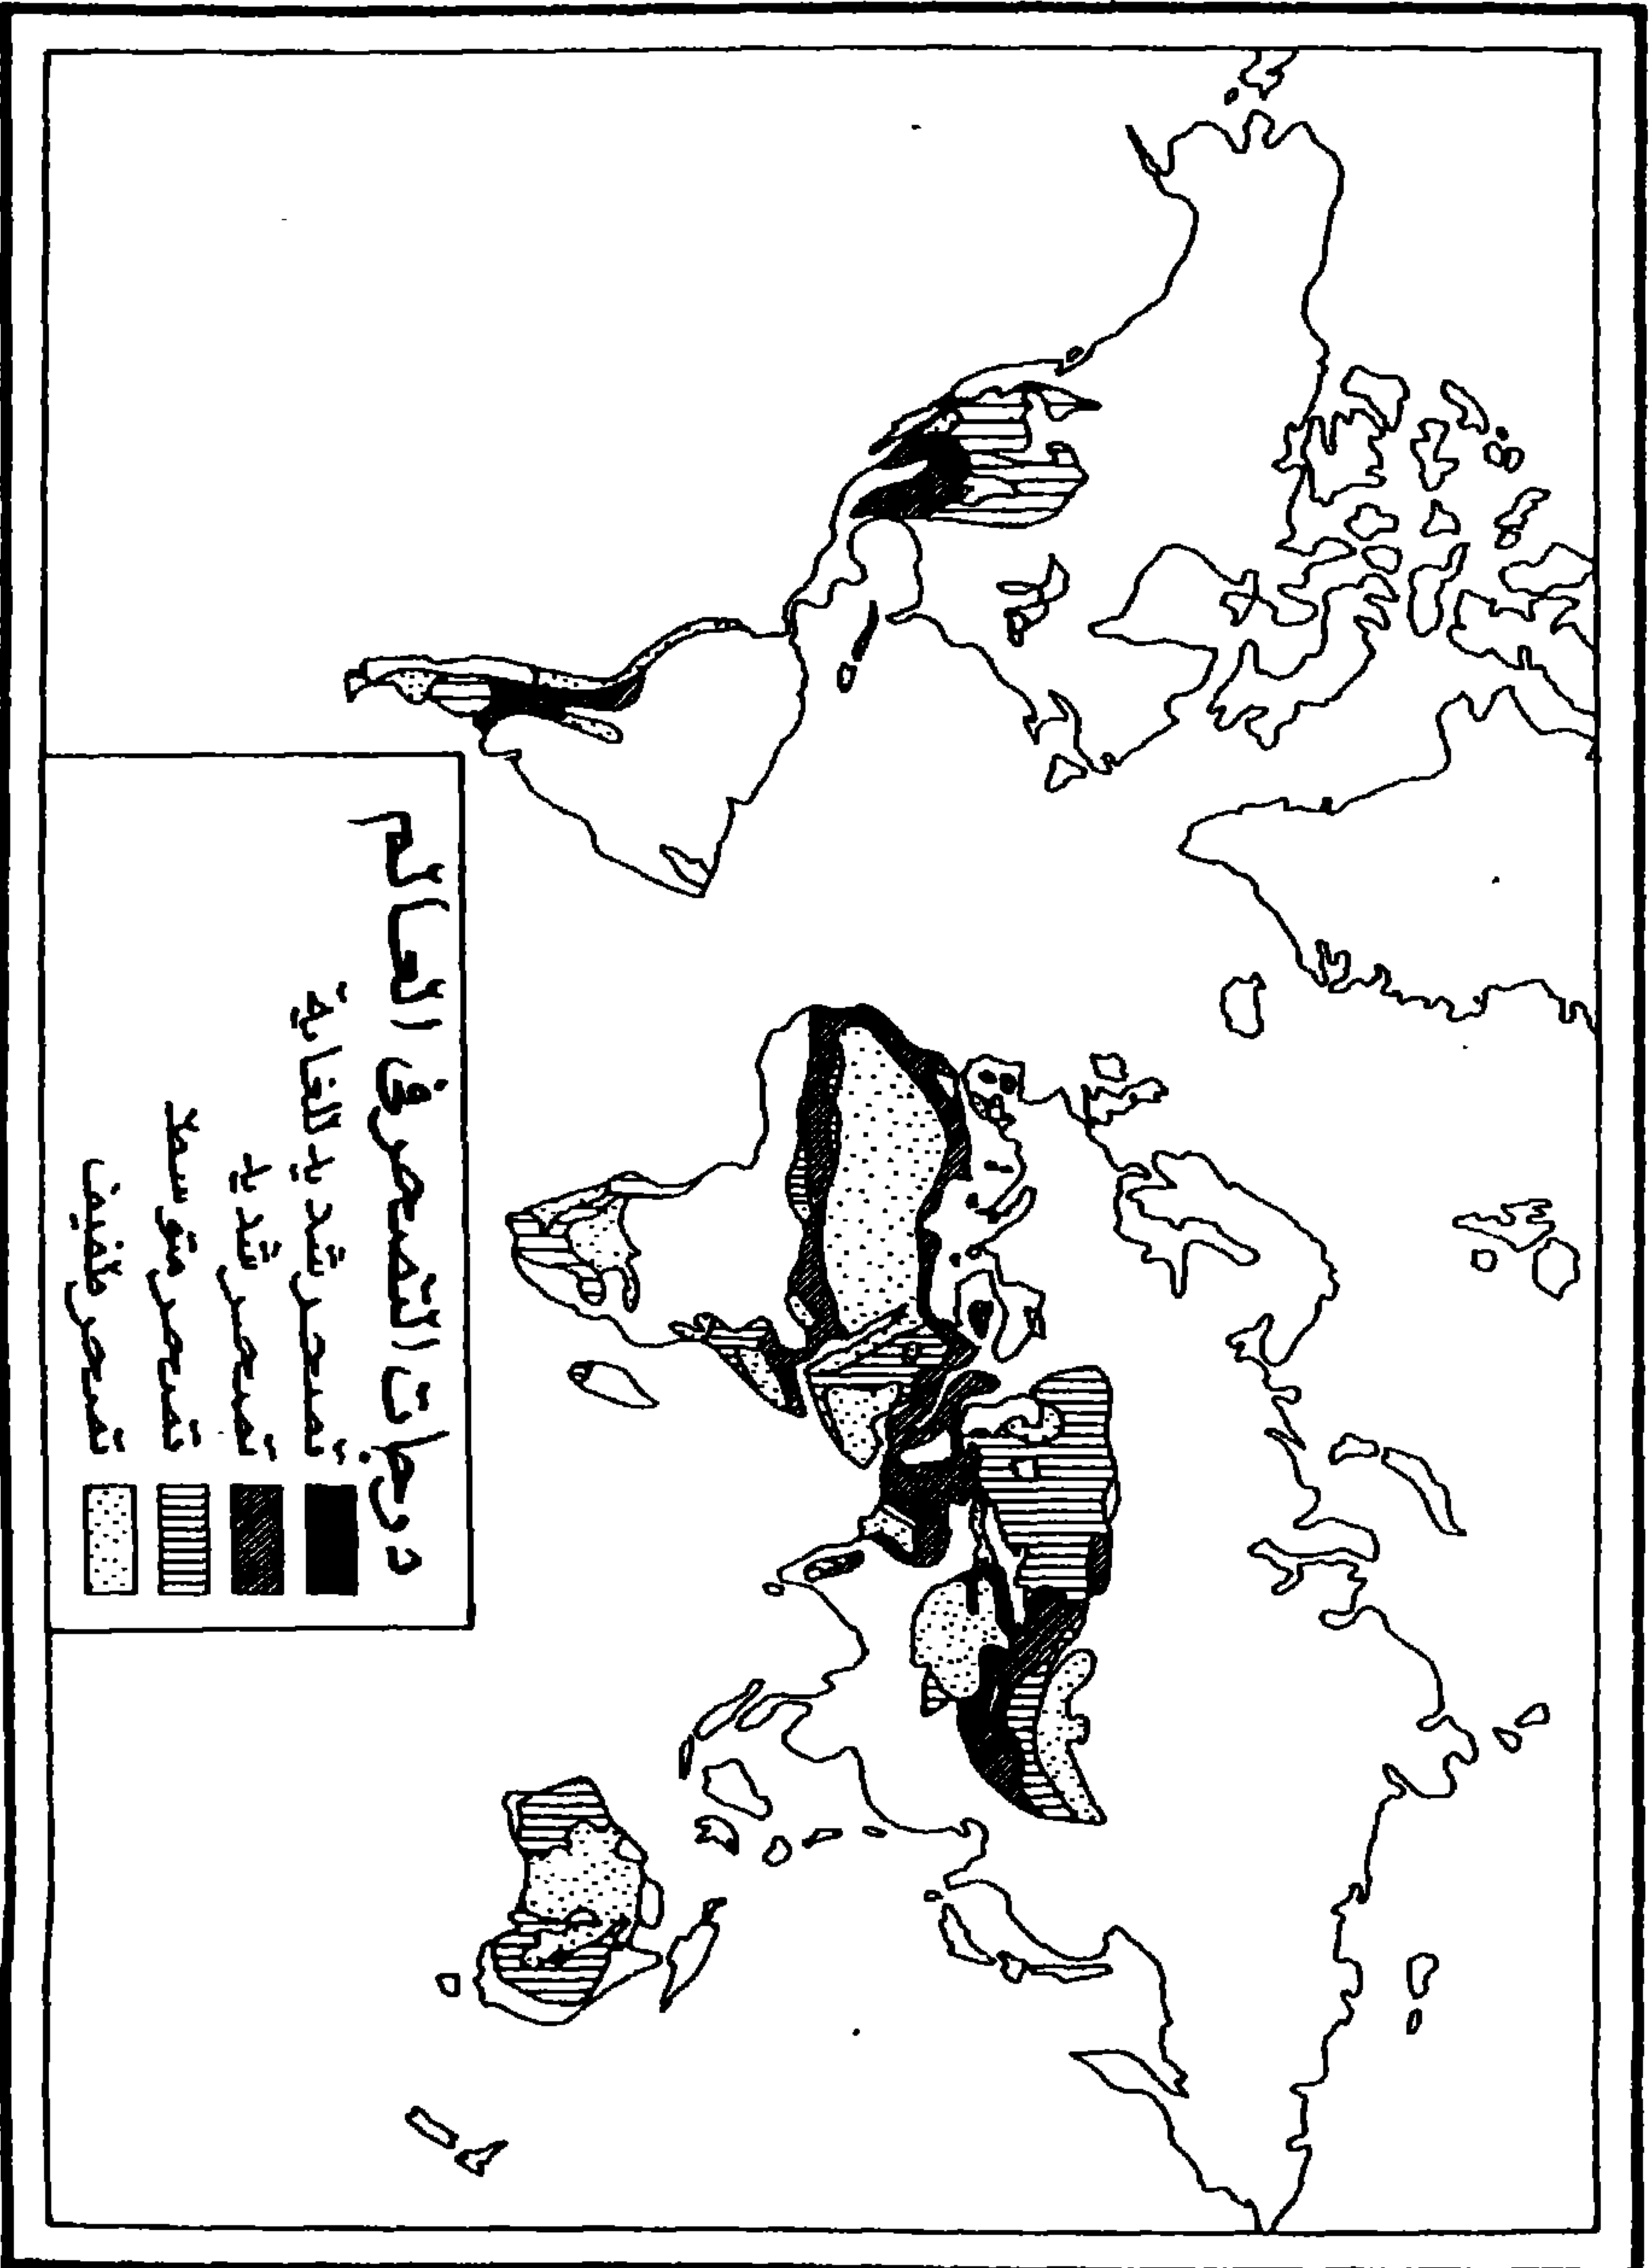 درجات التصحر في العالم
تصحر شديد للغاية
تصحر شديد
تصحر متوسط
تصحر طفيف